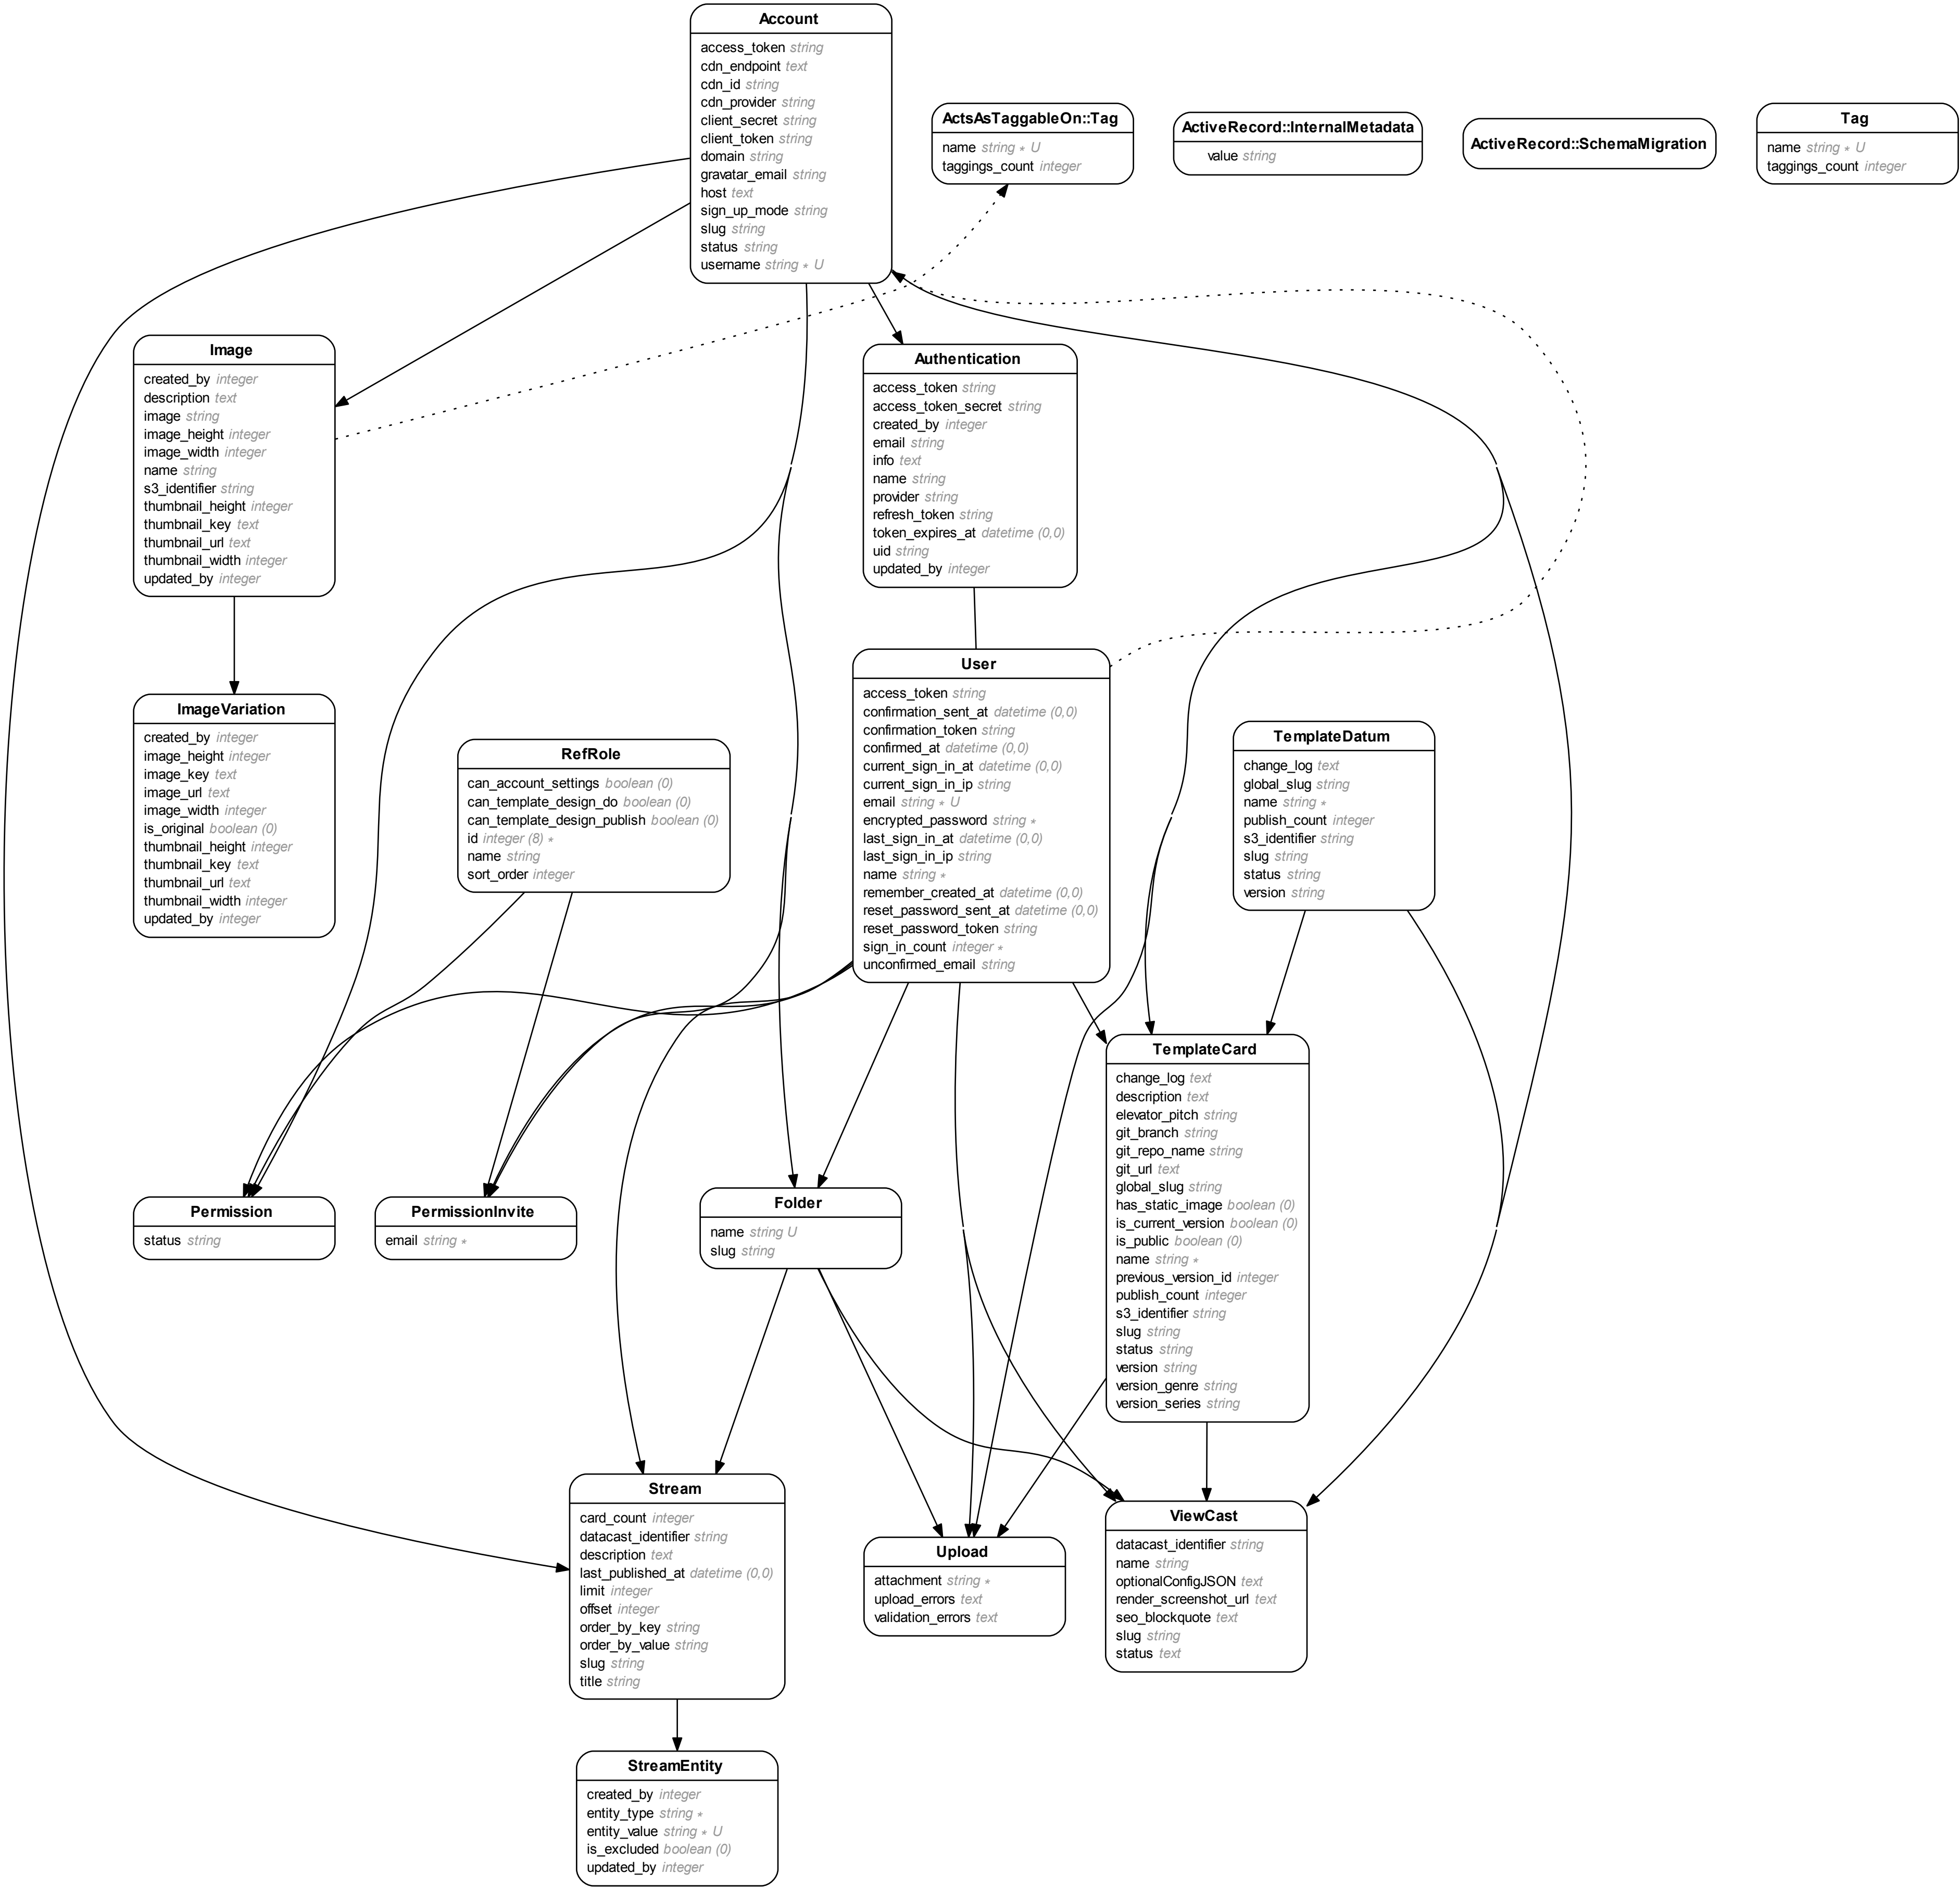 Account
access_token string
cdn_endpoint text
cdn_id string
cdn_provider string
client_secret string
client_token string
domain string
gravatar_email string
host text
sign_up_mode string
slug string
status string
username string ∗ U
ActsAsTaggableOn::Tag
name string ∗ U
taggings_count integer
ActiveRecord::InternalMetadata
value string
ActiveRecord::SchemaMigration
Tag
name string ∗ U
taggings_count integer
Image
created_by integer
description text
image string
image_height integer
image_width integer
name string
s3_identifier string
thumbnail_height integer
thumbnail_key text
thumbnail_url text
thumbnail_width integer
updated_by integer
Authentication
access_token string
access_token_secret string
created_by integer
email string
info text
name string
provider string
refresh_token string
token_expires_at datetime (0,0)
uid string
updated_by integer
ImageVariation
created_by integer
image_height integer
image_key text
image_url text
image_width integer
is_original boolean (0)
thumbnail_height integer
thumbnail_key text
thumbnail_url text
thumbnail_width integer
updated_by integer
RefRole
can_account_settings boolean (0)
can_template_design_do boolean (0)
can_template_design_publish boolean (0)
id integer (8) ∗
name string
sort_order integer
User
access_token string
confirmation_sent_at datetime (0,0)
confirmation_token string
confirmed_at datetime (0,0)
current_sign_in_at datetime (0,0)
current_sign_in_ip string
email string ∗ U
encrypted_password string ∗
last_sign_in_at datetime (0,0)
last_sign_in_ip string
name string ∗
remember_created_at datetime (0,0)
reset_password_sent_at datetime (0,0)
reset_password_token string
sign_in_count integer ∗
unconfirmed_email string
TemplateDatum
change_log text
global_slug string
name string ∗
publish_count integer
s3_identifier string
slug string
status string
version string
TemplateCard
change_log text
description text
elevator_pitch string
git_branch string
git_repo_name string
git_url text
global_slug string
has_static_image boolean (0)
is_current_version boolean (0)
is_public boolean (0)
name string ∗
previous_version_id integer
publish_count integer
s3_identifier string
slug string
status string
version string
version_genre string
version_series string
Permission
status string
PermissionInvite
email string ∗
Folder
name string U
slug string
Stream
card_count integer
datacast_identifier string
description text
last_published_at datetime (0,0)
limit integer
offset integer
order_by_key string
order_by_value string
slug string
title string
Upload
attachment string ∗
upload_errors text
validation_errors text
ViewCast
datacast_identifier string
name string
optionalConfigJSON text
render_screenshot_url text
seo_blockquote text
slug string
status text
StreamEntity
created_by integer
entity_type string ∗
entity_value string ∗ U
is_excluded boolean (0)
updated_by integer